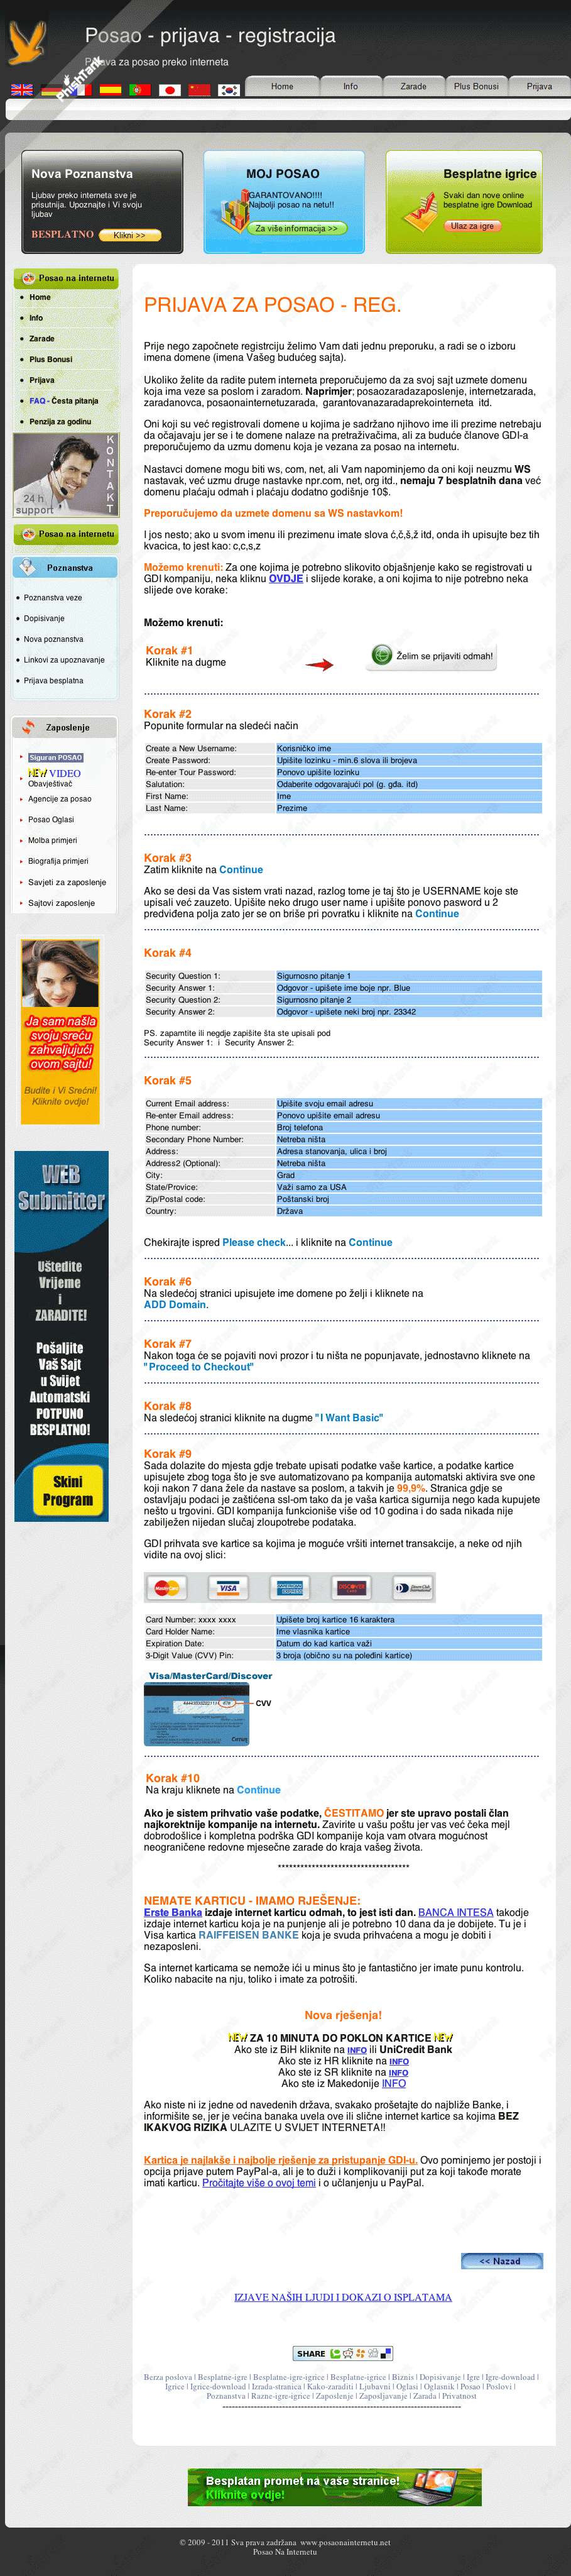 Posao - prijava - registracija
Prijava za posao preko interneta
PhishTank
Home
Info
Zarade
Plus Bonusi
Prijava
Nova Poznanstva
Ljubav preko interneta sve je
prisutnija. Upoznajte i Vi svoju
ljubav
BESPLATNO
Klikni >>
MOJ POSAO
GARANTOVANO!!!!
Najbolji posao na netu!!
Za više informacija >>
Besplatne igrice
Svaki dan nove online
besplatne igre Download
Ulaz za igre
Posao na internetu
Home
Info
Zarade
Plus Bonusi
Prijava
FAQ - Česta pitanja
Penzija za godinu
KONTAKT
24 h
support
Posao na internetu
Poznanstva
Poznanstva veze
Dopisivanje
Nova poznanstva
Linkovi za upoznavanje
Prijava besplatna
Zaposlenje
Siguran POSAO
NEW VIDEO
Obavještivač
Agencije za posao
Posao Oglasi
Molba primjeri
Biografija primjeri
Savjeti za zaposlenje
Sajtovi zaposlenje
Ja sam našla
svoju sreću
zahvaljujući
ovom sajtu!
Budite i Vi Srećni!
Kliknite ovdje!
WEB
Submitter
Uštedite
Vrijeme
i
ZARADITE!
Pošaljite
Vaš Sajt
u Svijet
Automatski
POTPUNO
BESPLATNO!
Skini
Program
PRIJAVA ZA POSAO - REG.
Prije nego započnete registrciju želimo Vam dati jednu preporuku, a radi se o izboru
imena domene (imena Vašeg budućeg sajta).
Ukoliko želite da radite putem interneta preporučujemo da za svoj sajt uzmete domenu
koja ima veze sa poslom i zaradom. Naprimjer; posaozaradazaposlenje, internetzarada,
zaradanovca, posaonainternetuzarada,  garantovanazaradaprekointerneta  itd.
Oni koji su već registrovali domene u kojima je sadržano njihovo ime ili prezime netrebaju
da očajavaju jer se i te domene nalaze na pretraživačima, ali za buduće članove GDI-a
preporučujemo da uzmu domenu koja je vezana za posao na internetu.
Nastavci domene mogu biti ws, com, net, ali Vam napominjemo da oni koji neuzmu WS
nastavak, već uzmu druge nastavke npr.com, net, org itd., nemaju 7 besplatnih dana već
domenu plaćaju odmah i plaćaju dodatno godišnje 10$.
Preporučujemo da uzmete domenu sa WS nastavkom!
I jos nesto; ako u svom imenu ili prezimenu imate slova ć,č,š,ž itd, onda ih upisujte bez tih
kvacica, to jest kao: c,c,s,z
Možemo krenuti: Za one kojima je potrebno slikovito objašnjenje kako se registrovati u
GDI kompaniju, neka kliknu OVDJE i slijede korake, a oni kojima to nije potrebno neka
slijede ove korake:
Možemo krenuti:
Korak #1
Kliknite na dugme
Želim se prijaviti odmah!
Korak #2
Popunite formular na sledeći način
Create a New Username: Korisničko ime
Create Password: Upišite lozinku - min.6 slova ili brojeva
Re-enter Tour Password: Ponovo upišite lozinku
Salutation: Odaberite odgovarajući pol (g. gđa. itd)
First Name: Ime
Last Name: Prezime
Korak #3
Zatim kliknite na Continue
Ako se desi da Vas sistem vrati nazad, razlog tome je taj što je USERNAME koje ste
upisali već zauzeto. Upišite neko drugo user name i upišite ponovo pasword u 2
predviđena polja zato jer se on briše pri povratku i kliknite na Continue
Korak #4
Security Question 1: Sigurnosno pitanje 1
Security Answer 1: Odgovor - upišete ime boje npr. Blue
Security Question 2: Sigurnosno pitanje 2
Security Answer 2: Odgovor - upišete neki broj npr. 23342
P.S. zapamtite ili negdje zapišite šta ste upisali pod
Security Answer 1:  i  Security Answer 2:
Korak #5
Current Email address: Upišite svoju email adresu
Re-enter Email address: Ponovo upišite email adresu
Phone number: Broj telefona
Secondary Phone Number: Netreba ništa
Address: Adresa stanovanja, ulica i broj
Address2 (Optional): Netreba ništa
City: Grad
State/Provice: Važi samo za USA
Zip/Postal code: Poštanski broj
Country: Država
Chekirajte ispred Please check... i kliknite na Continue
Korak #6
Na sledećoj stranici upisujete ime domene po želji i kliknete na
ADD Domain.
Korak #7
Nakon toga će se pojaviti novi prozor i tu ništa ne popunjavate, jednostavno kliknete na
"Proceed to Checkout"
Korak #8
Na sledećoj stranici kliknite na dugme "I Want Basic"
Korak #9
Sada dolazite do mjesta gdje trebate upisati podatke vaše kartice, a podatke kartice
upisujete zbog toga što je sve automatizovano pa kompanija automatski aktivira sve one
koji nakon 7 dana žele da nastave sa poslom, a takvih je 99,9%. Stranica gdje se
ostavljaju podaci je zaštićena ssl-om tako da je vaša kartica sigurnija nego kada kupujete
nešto u trgovini. GDI kompanija funkcioniše više od 10 godina i do sada nikada nije
zabilježen nijedan slučaj zloupotrebe podataka.
GDI prihvata sve kartice sa kojima je moguće vršiti internet transakcije, a neke od njih
vidite na ovoj slici:
MasterCard
VISA
AMERICAN EXPRESS
DISCOVER
Diners Club International
Card Number: xxxx xxxx Upišete broj kartice 16 karaktera
Card Holder Name: Ime vlasnika kartice
Expiration Date: Datum do kad kartica važi
3-Digit Value (CVV) Pin: 3 broja (obično su na poleđini kartice)
Visa/MasterCard/Discover
CVV
Korak #10
Na kraju kliknete na Continue
Ako je sistem prihvatio vaše podatke, ČESTITAMO jer ste upravo postali član
najkorektnije kompanije na internetu. Zavirite u vašu poštu jer vas već čeka mejl
dobrodošlice i kompletna podrška GDI kompanije koja vam otvara mogućnost
neograničene redovne mjesečne zarade do kraja vašeg života.
***********************************
NEMATE KARTICU - IMAMO RJEŠENJE:
Erste Banka izdaje internet karticu odmah, to jest isti dan. BANCA INTESA takodje
izdaje internet karticu koja je na punjenje ali je potrebno 10 dana da je dobijete. Tu je i
Visa kartica RAIFFEISEN BANKE koja je svuda prihvaćena a mogu je dobiti i
nezaposleni.
Sa internet karticama se nemože ići u minus što je fantastično jer imate punu kontrolu.
Koliko nabacite na nju, toliko i imate za potrošiti.
Nova rješenja!
NEW ZA 10 MINUTA DO POKLON KARTICE NEW
Ako ste iz BiH kliknite na INFO ili UniCredit Bank
Ako ste iz HR kliknite na INFO
Ako ste iz SR kliknite na INFO
Ako ste iz Makedonije INFO
Ako niste ni iz jedne od navedenih država, svakako prošetajte do najbliže Banke, i
informišite se, jer je većina banaka uvela ove ili slične internet kartice sa kojima BEZ
IKAKVOG RIZIKA ULAZITE U SVIJET INTERNETA!!
Kartica je najlakše i najbolje rješenje za pristupanje GDI-u. Ovo pominjem jer postoji i
opcija prijave putem PayPal-a, ali je to duži i komplikovaniji put za koji takođe morate
imati karticu. Pročitajte više o ovoj temi i o učlanjenju u PayPal.
<< Nazad
IZJAVE NAŠIH LJUDI I DOKAZI O ISPLATAMA
SHARE
Berza poslova | Besplatne-igre | Besplatne-igre-igrice | Besplatne-igrice | Biznis | Dopisivanje | Igre | Igre-download |
Igrice | Igrice-download | Izrada-stranica | Kako-zaraditi | Ljubavni | Oglasi | Oglasnik | Posao | Poslovi |
Poznanstva | Razne-igre-igrice | Zaposlenje | Zaposljavanje | Zarada | Privatnost
Besplatan promet na vaše stranice!
Kliknite ovdje!
© 2009 - 2011 Sva prava zadržana  www.posaonainternetu.net
Posao Na Internetu